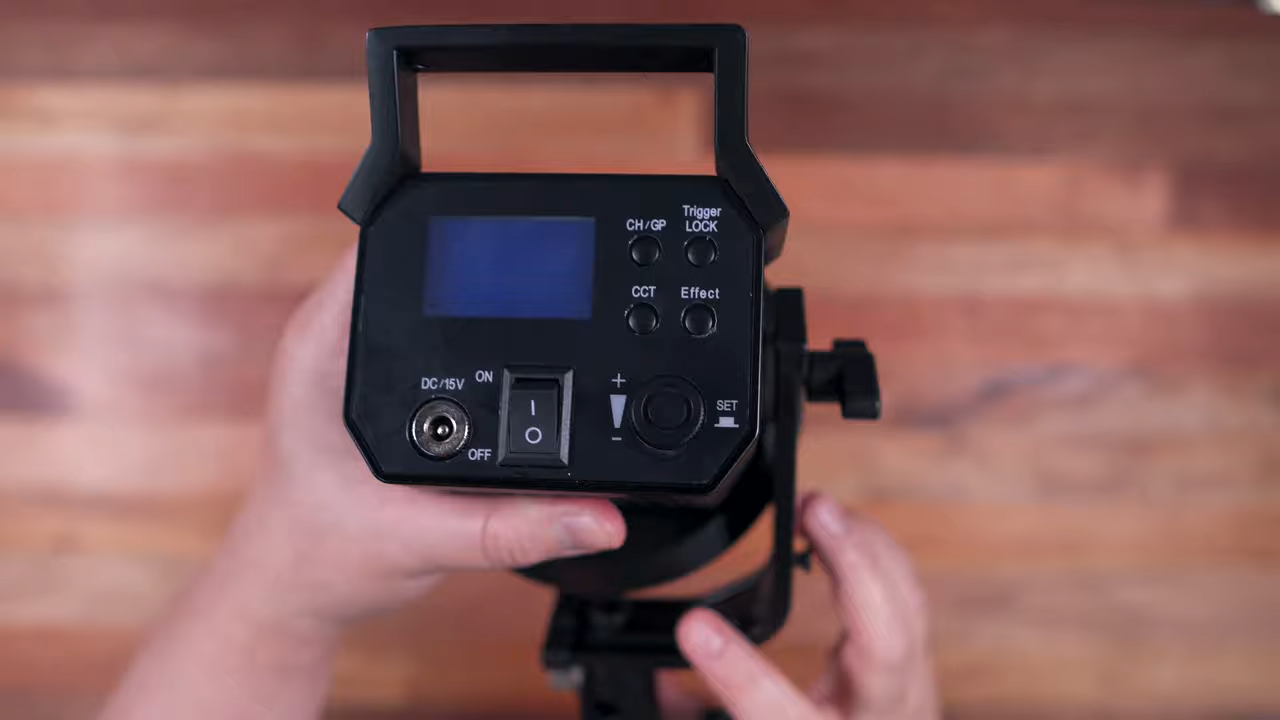 CH/GP
Trigger
LOCK
CCT
Effect
DC/15V
ON
OFF
I
O
+
-
SET